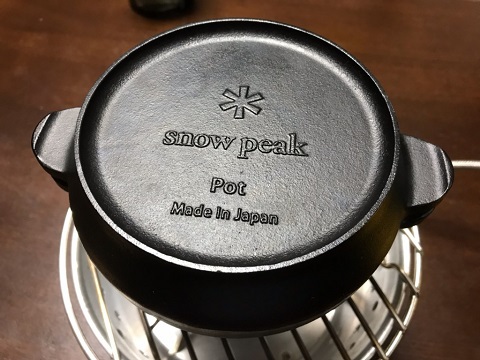 snow peak
Pot
Made In Japan